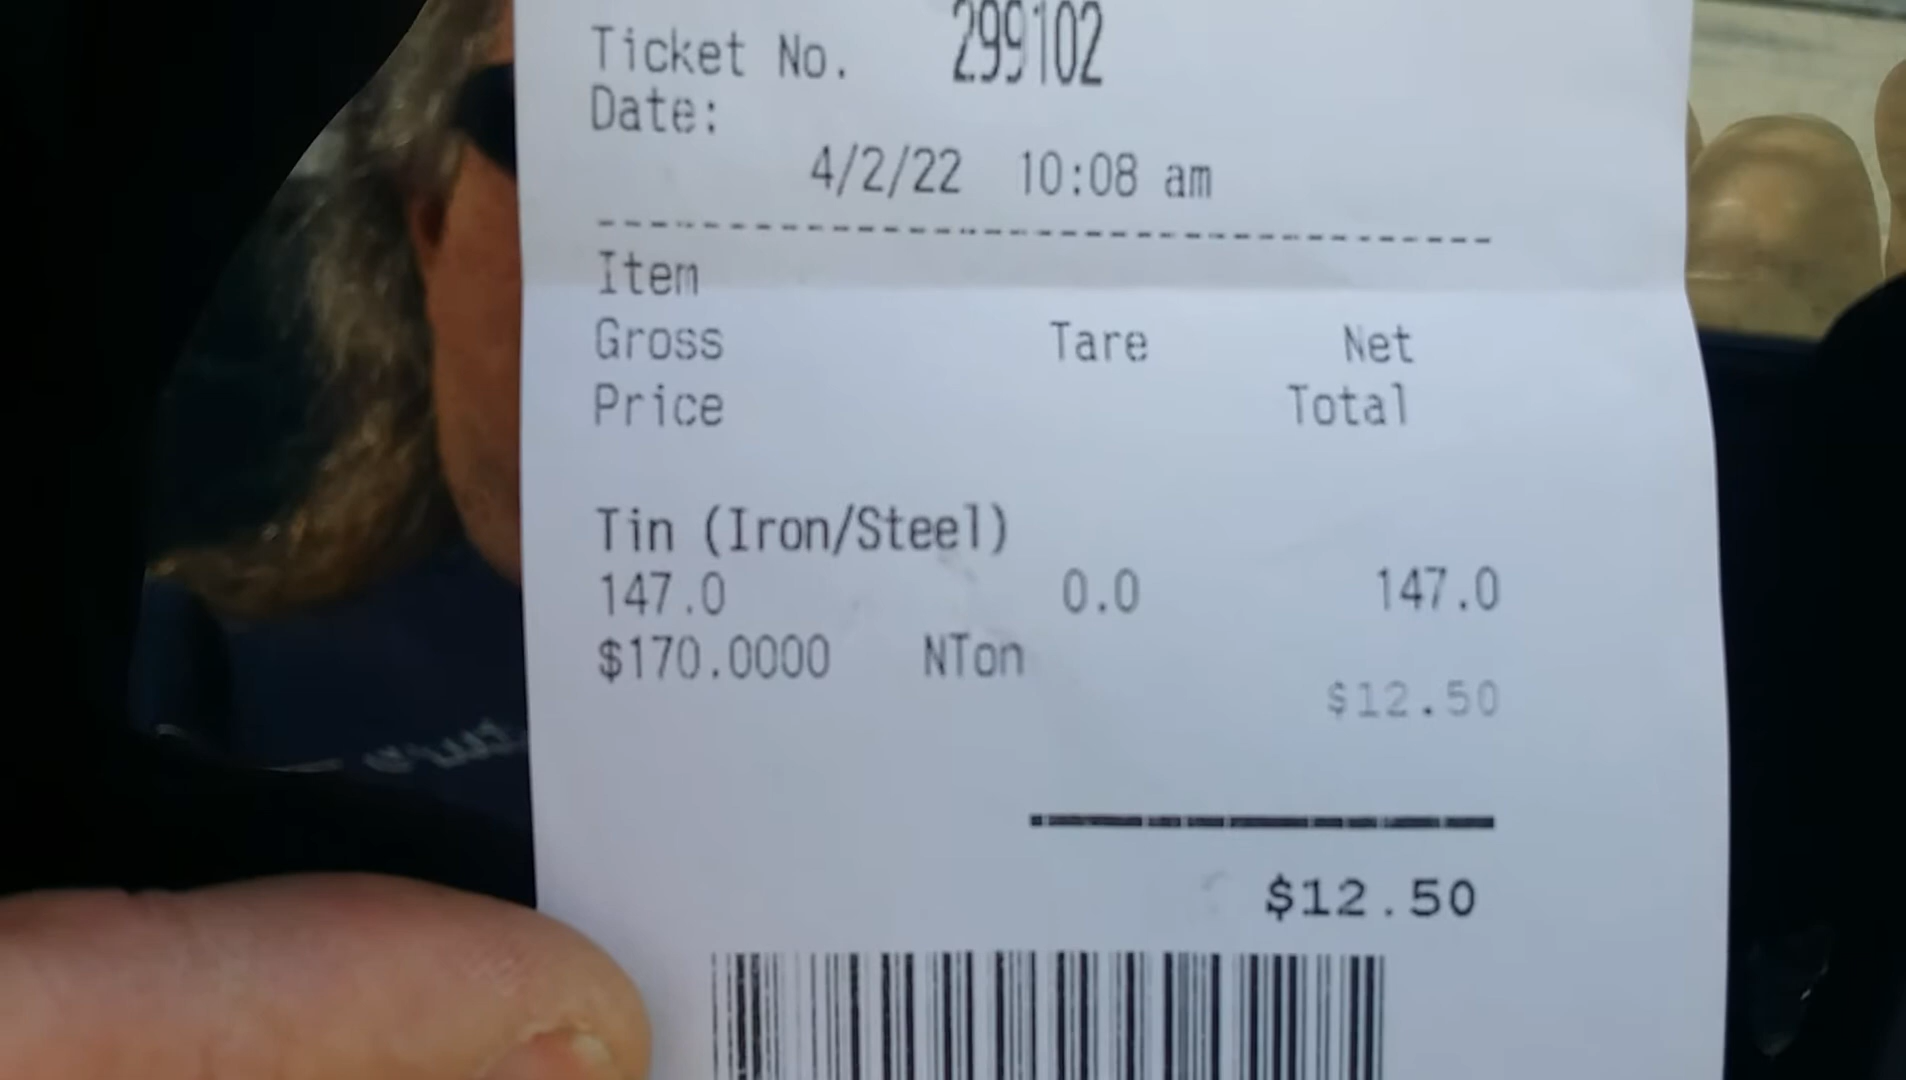 Ticket No. 299102
Date:
4/2/22 10:08 am
--------------------------------------------
Item
Gross Tare Net
Price Total
Tin (Iron/Steel)
147.0 0.0 147.0
$170.0000 NTon
$12.50
$12.50